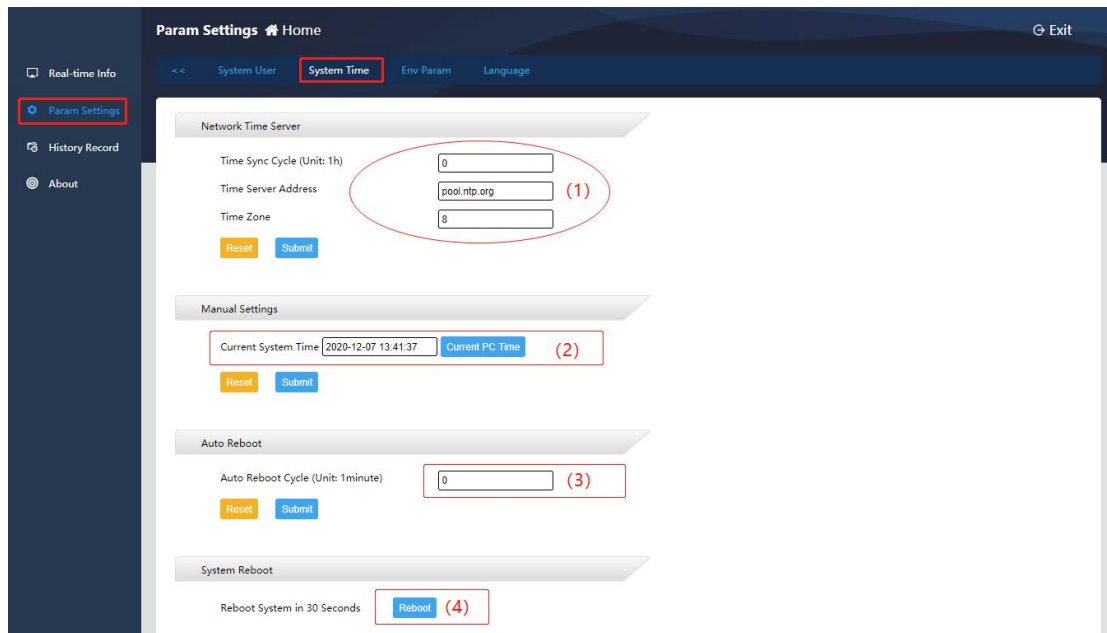 Param Settings Home
Exit
Real-time Info
Param Settings
History Record
About
<< System User System Time Env Param Language
Network Time Server
Time Sync Cycle (Unit: 1h) 0
Time Server Address pool.ntp.org (1)
Time Zone 8
Reset Submit
Manual Settings
Current System Time 2020-12-07 13:41:37 Current PC Time (2)
Reset Submit
Auto Reboot
Auto Reboot Cycle (Unit: 1minute) 0 (3)
Reset Submit
System Reboot
Reboot System in 30 Seconds Reboot (4)